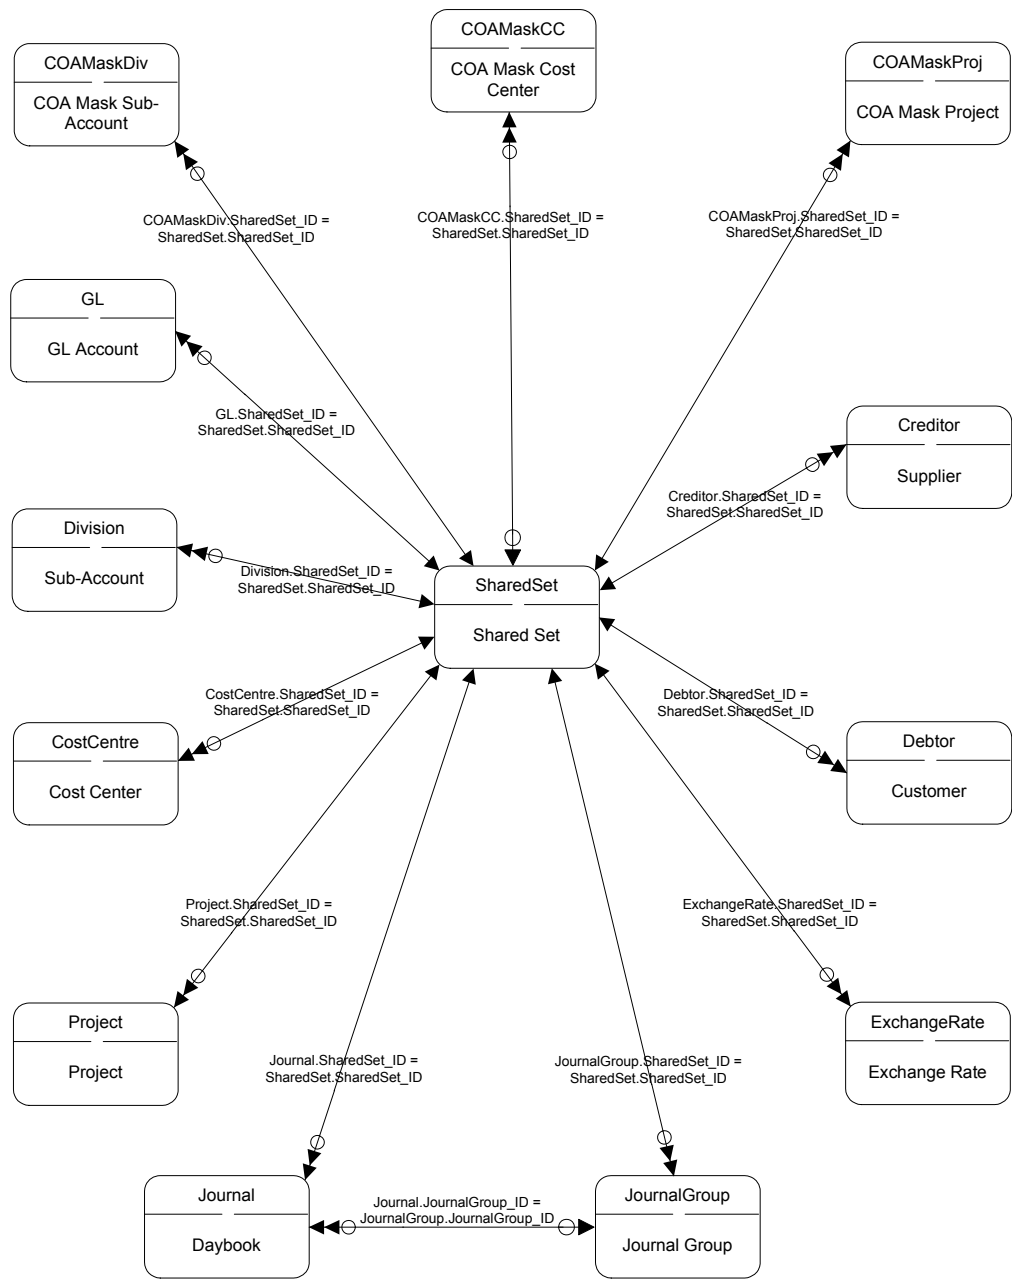 COAMaskCC
COA Mask Cost
Center
COAMaskDiv
COA Mask Sub-
Account
COAMaskProj
COA Mask Project
COAMaskDiv.SharedSet_ID =
SharedSet.SharedSet_ID
COAMaskCC.SharedSet_ID =
SharedSet.SharedSet_ID
COAMaskProj.SharedSet_ID =
SharedSet.SharedSet_ID
GL
GL Account
GL.SharedSet_ID =
SharedSet.SharedSet_ID
Creditor
Supplier
Creditor.SharedSet_ID =
SharedSet.SharedSet_ID
Division
Sub-Account
Division.SharedSet_ID =
SharedSet.SharedSet_ID
SharedSet
Shared Set
CostCentre.SharedSet_ID =
SharedSet.SharedSet_ID
Debtor.SharedSet_ID =
SharedSet.SharedSet_ID
CostCentre
Cost Center
Debtor
Customer
Project.SharedSet_ID =
SharedSet.SharedSet_ID
ExchangeRate.SharedSet_ID =
SharedSet.SharedSet_ID
Project
Project
ExchangeRate
Exchange Rate
Journal.SharedSet_ID =
SharedSet.SharedSet_ID
JournalGroup.SharedSet_ID =
SharedSet.SharedSet_ID
Journal
Daybook
Journal.JournalGroup_ID =
JournalGroup.JournalGroup_ID
JournalGroup
Journal Group